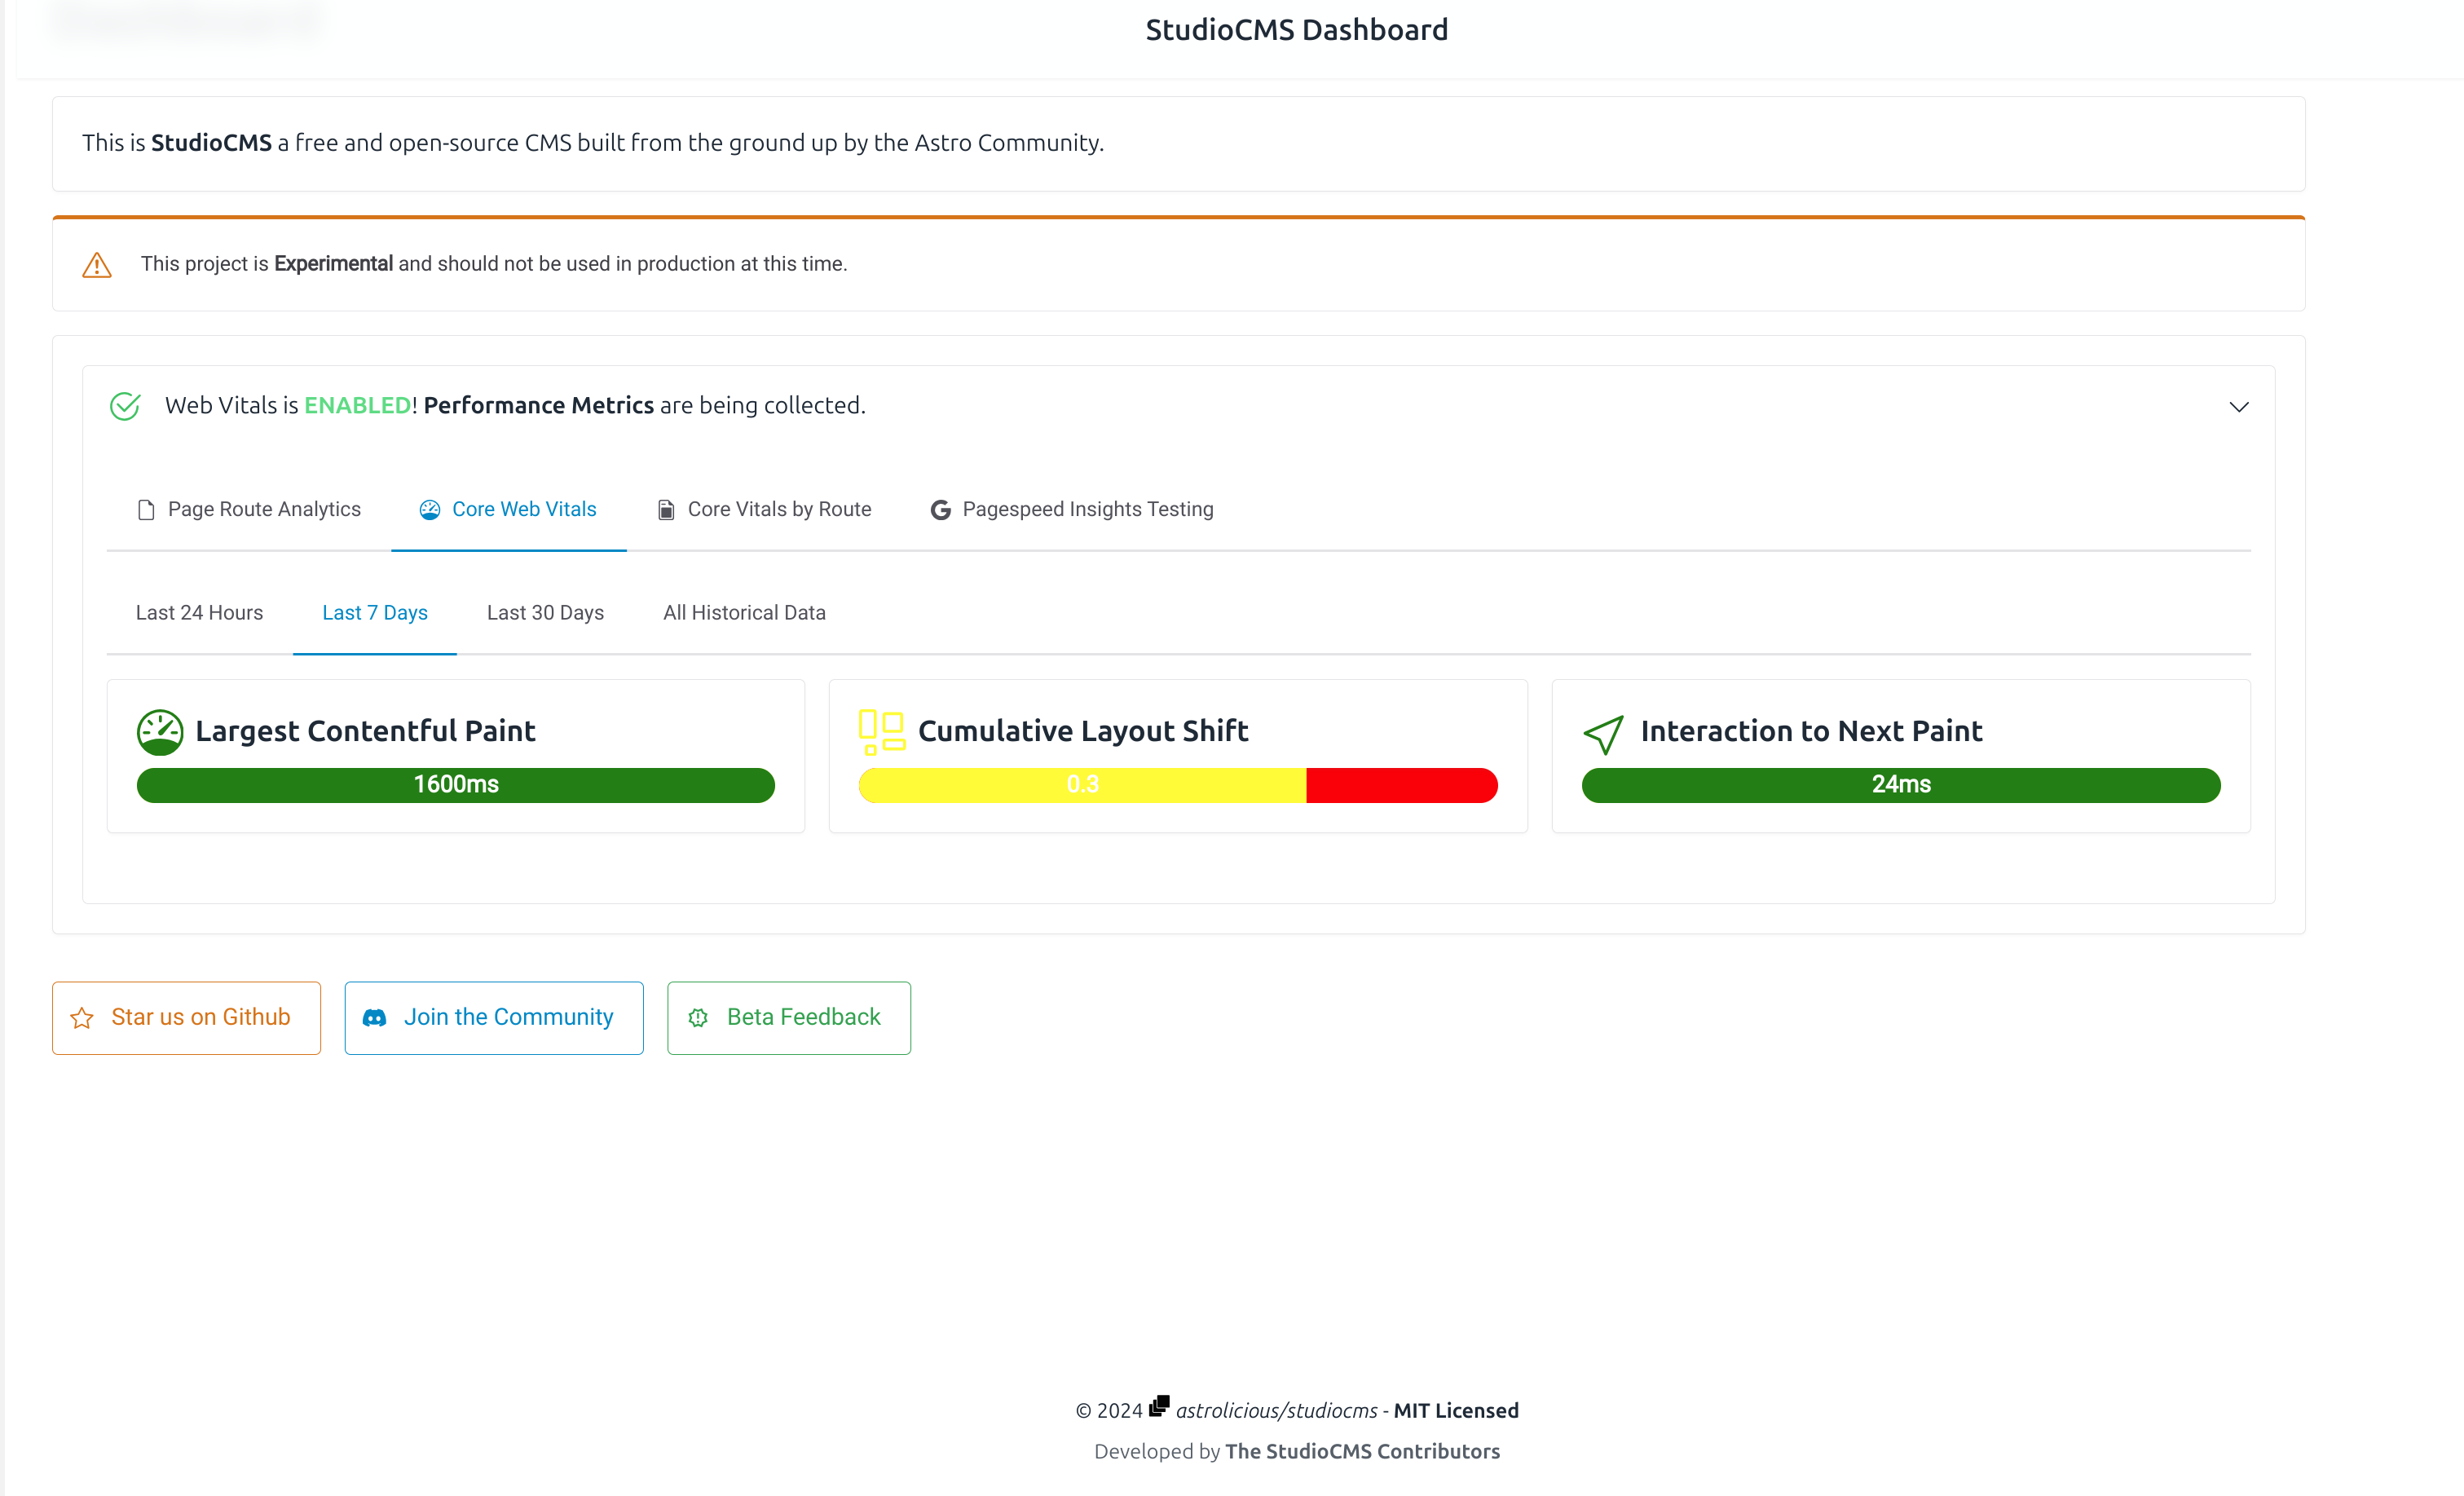 StudioCMS Dashboard
This is StudioCMS a free and open-source CMS built from the ground up by the Astro Community.
This project is Experimental and should not be used in production at this time.
Web Vitals is ENABLED! Performance Metrics are being collected.
Page Route Analytics Core Web Vitals Core Vitals by Route Pagespeed Insights Testing
Last 24 Hours Last 7 Days Last 30 Days All Historical Data
Largest Contentful Paint
1600ms
Cumulative Layout Shift
0.3
Interaction to Next Paint
24ms
Star us on Github Join the Community Beta Feedback
© 2024 astrolicious/studiocms - MIT Licensed
Developed by The StudioCMS Contributors